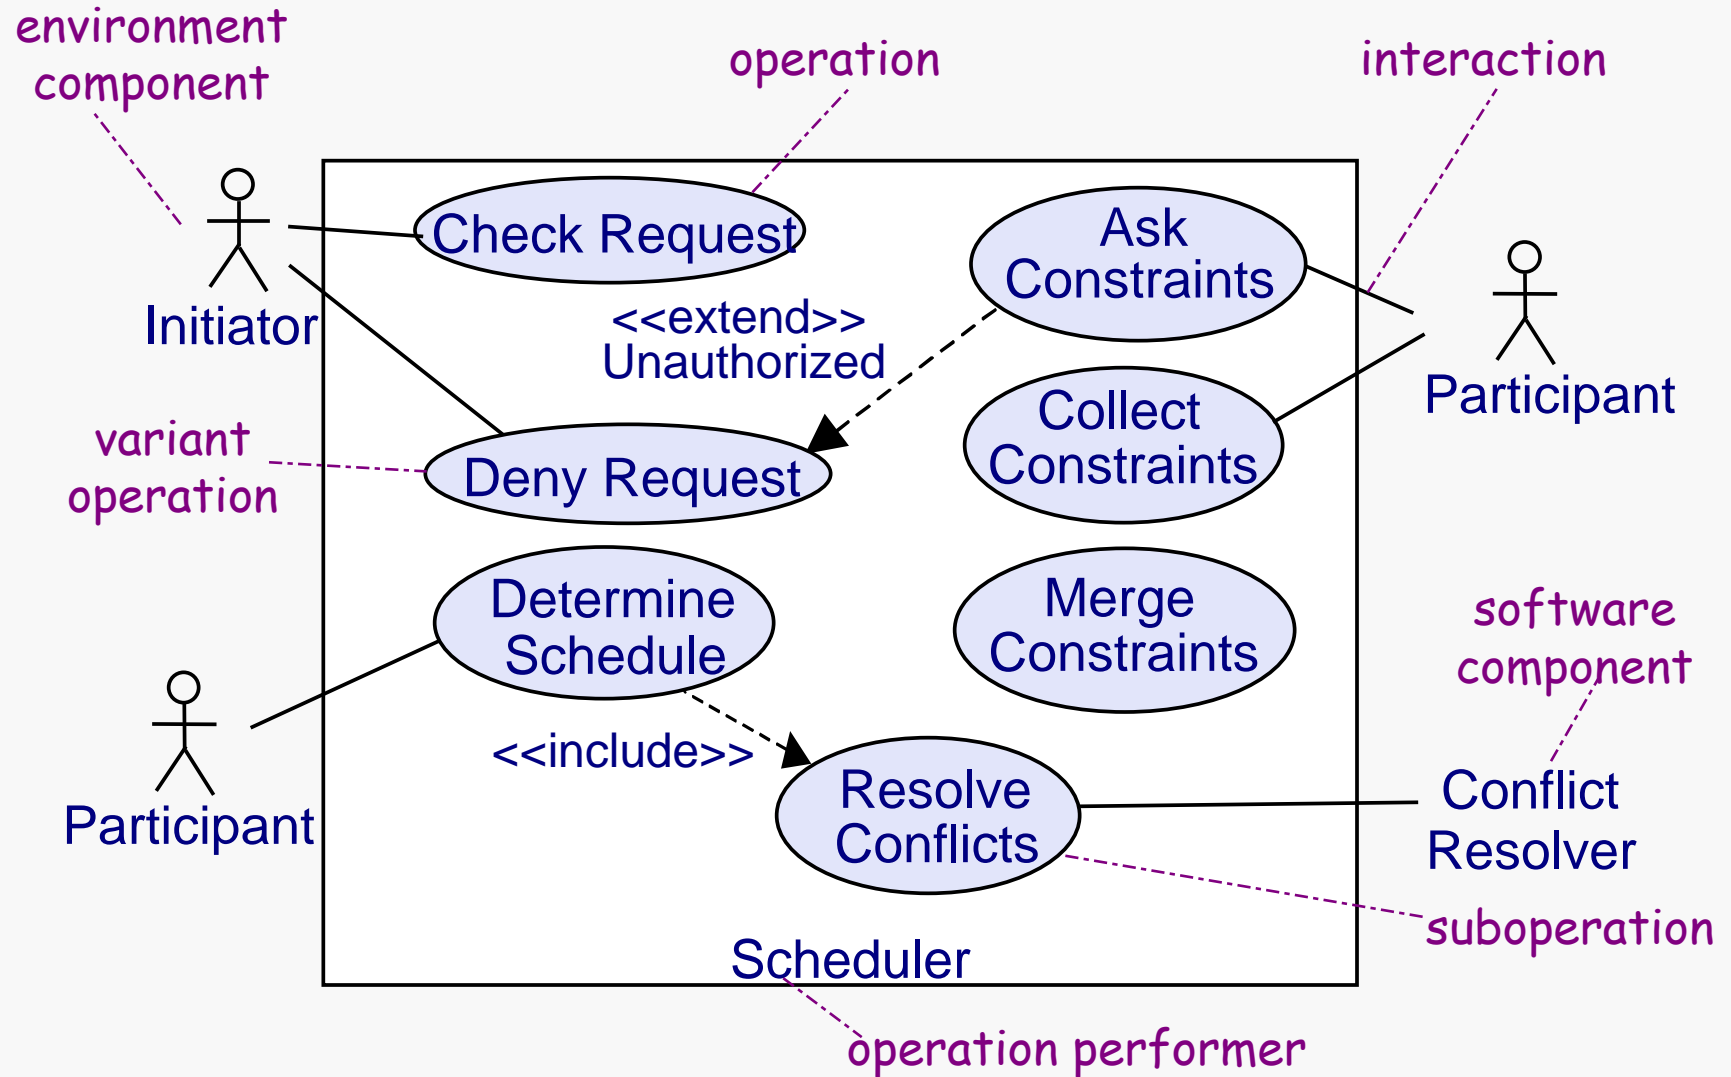 environment
component
operation
interaction
Check Request
Ask
Constraints
Initiator
<<extend>>
Unauthorized
Participant
Collect
Constraints
variant
operation
Deny Request
Determine
Schedule
Merge
Constraints
software
component
Participant
<<include>>
Resolve
Conflicts
Conflict
Resolver
suboperation
Scheduler
operation performer